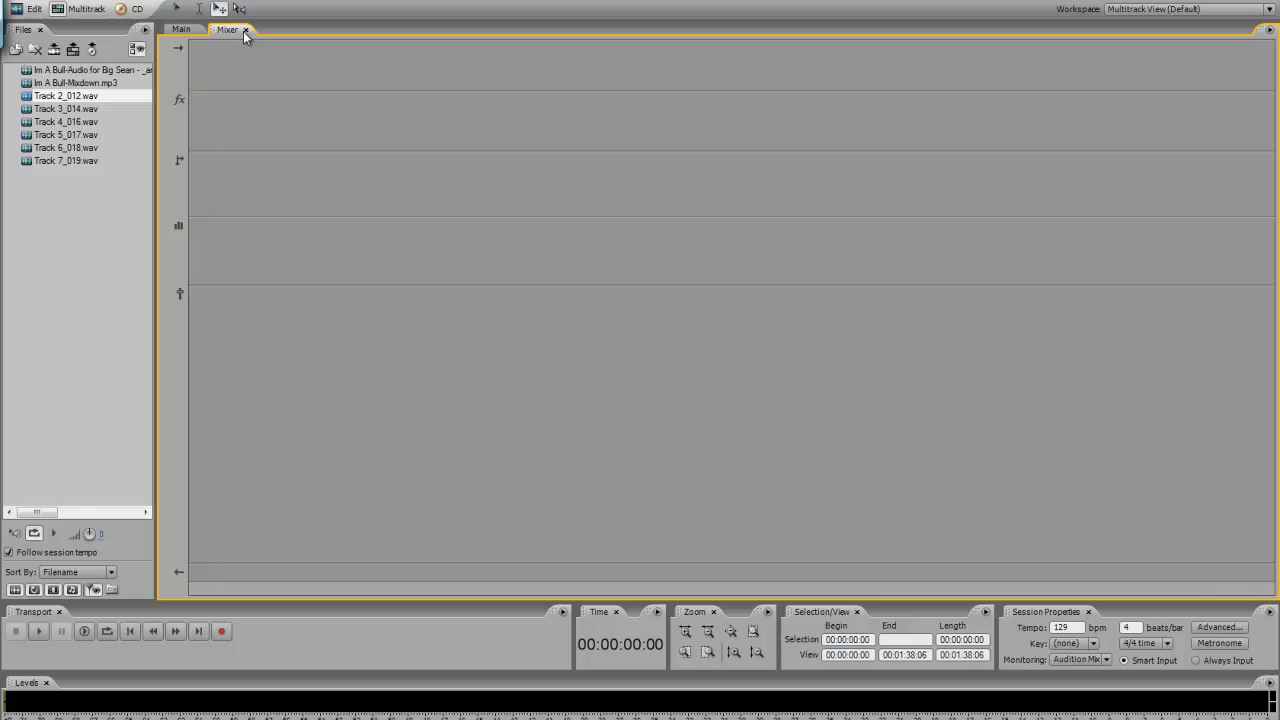 Edit Multitrack CD Workspace: Multitrack View (Default)
Files Main Mixer
fx
Im A Bull-Audio for Big Sean -
Im A Bull-Mixdown.mp3
Track 2_012.wav
Track 3_014.wav
Track 4_016.wav
Track 5_017.wav
Track 6_018.wav
Track 7_019.wav
0
Follow session tempo
Sort By: Filename
Transport Time Zoom Selection/View Session Properties
00:00:00:00
Begin End Length
Selection 00:00:00:00 00:00:00:00
View 00:00:00:00 00:01:38:06 00:01:38:06
Tempo: 129 bpm 4 beats/bar Advanced...
Key: (none) 4/4 time Metronome
Monitoring: Audition Mix Smart Input Always Input
Levels